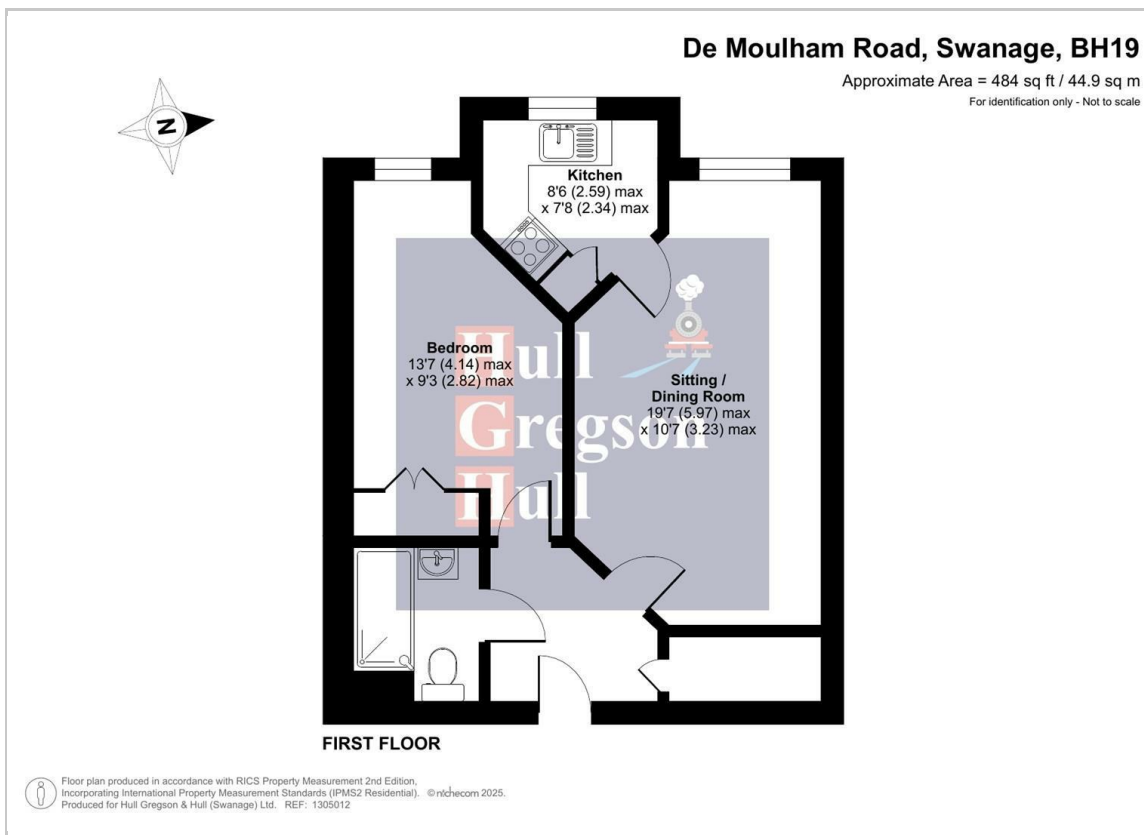 De Moulham Road, Swanage, BH19
Approximate Area = 484 sq ft / 44.9 sq m
For identification only - Not to scale
N
Kitchen
8'6 (2.59) max
x 7'8 (2.34) max
Bedroom
13'7 (4.14) max
x 9'3 (2.82) max
Sitting /
Dining Room
19'7 (5.97) max
x 10'7 (3.23) max
Hull
Gregson
Hull
FIRST FLOOR
Floor plan produced in accordance with RICS Property Measurement 2nd Edition,
Incorporating International Property Measurement Standards (IPMS2 Residential). ©nichecom 2025.
Produced for Hull Gregson & Hull (Swanage) Ltd. REF: 1305012